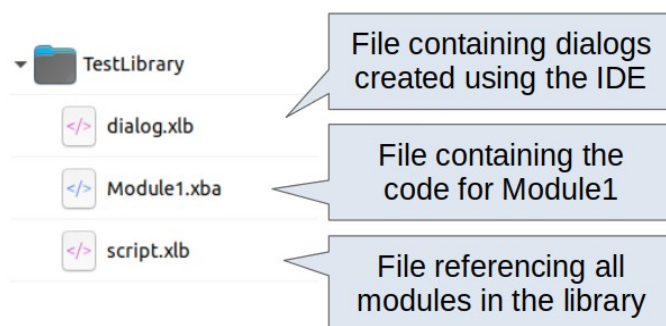 TestLibrary
dialog.xlb
Module1.xba
script.xlb
File containing dialogs
created using the IDE
File containing the
code for Module1
File referencing all
modules in the library